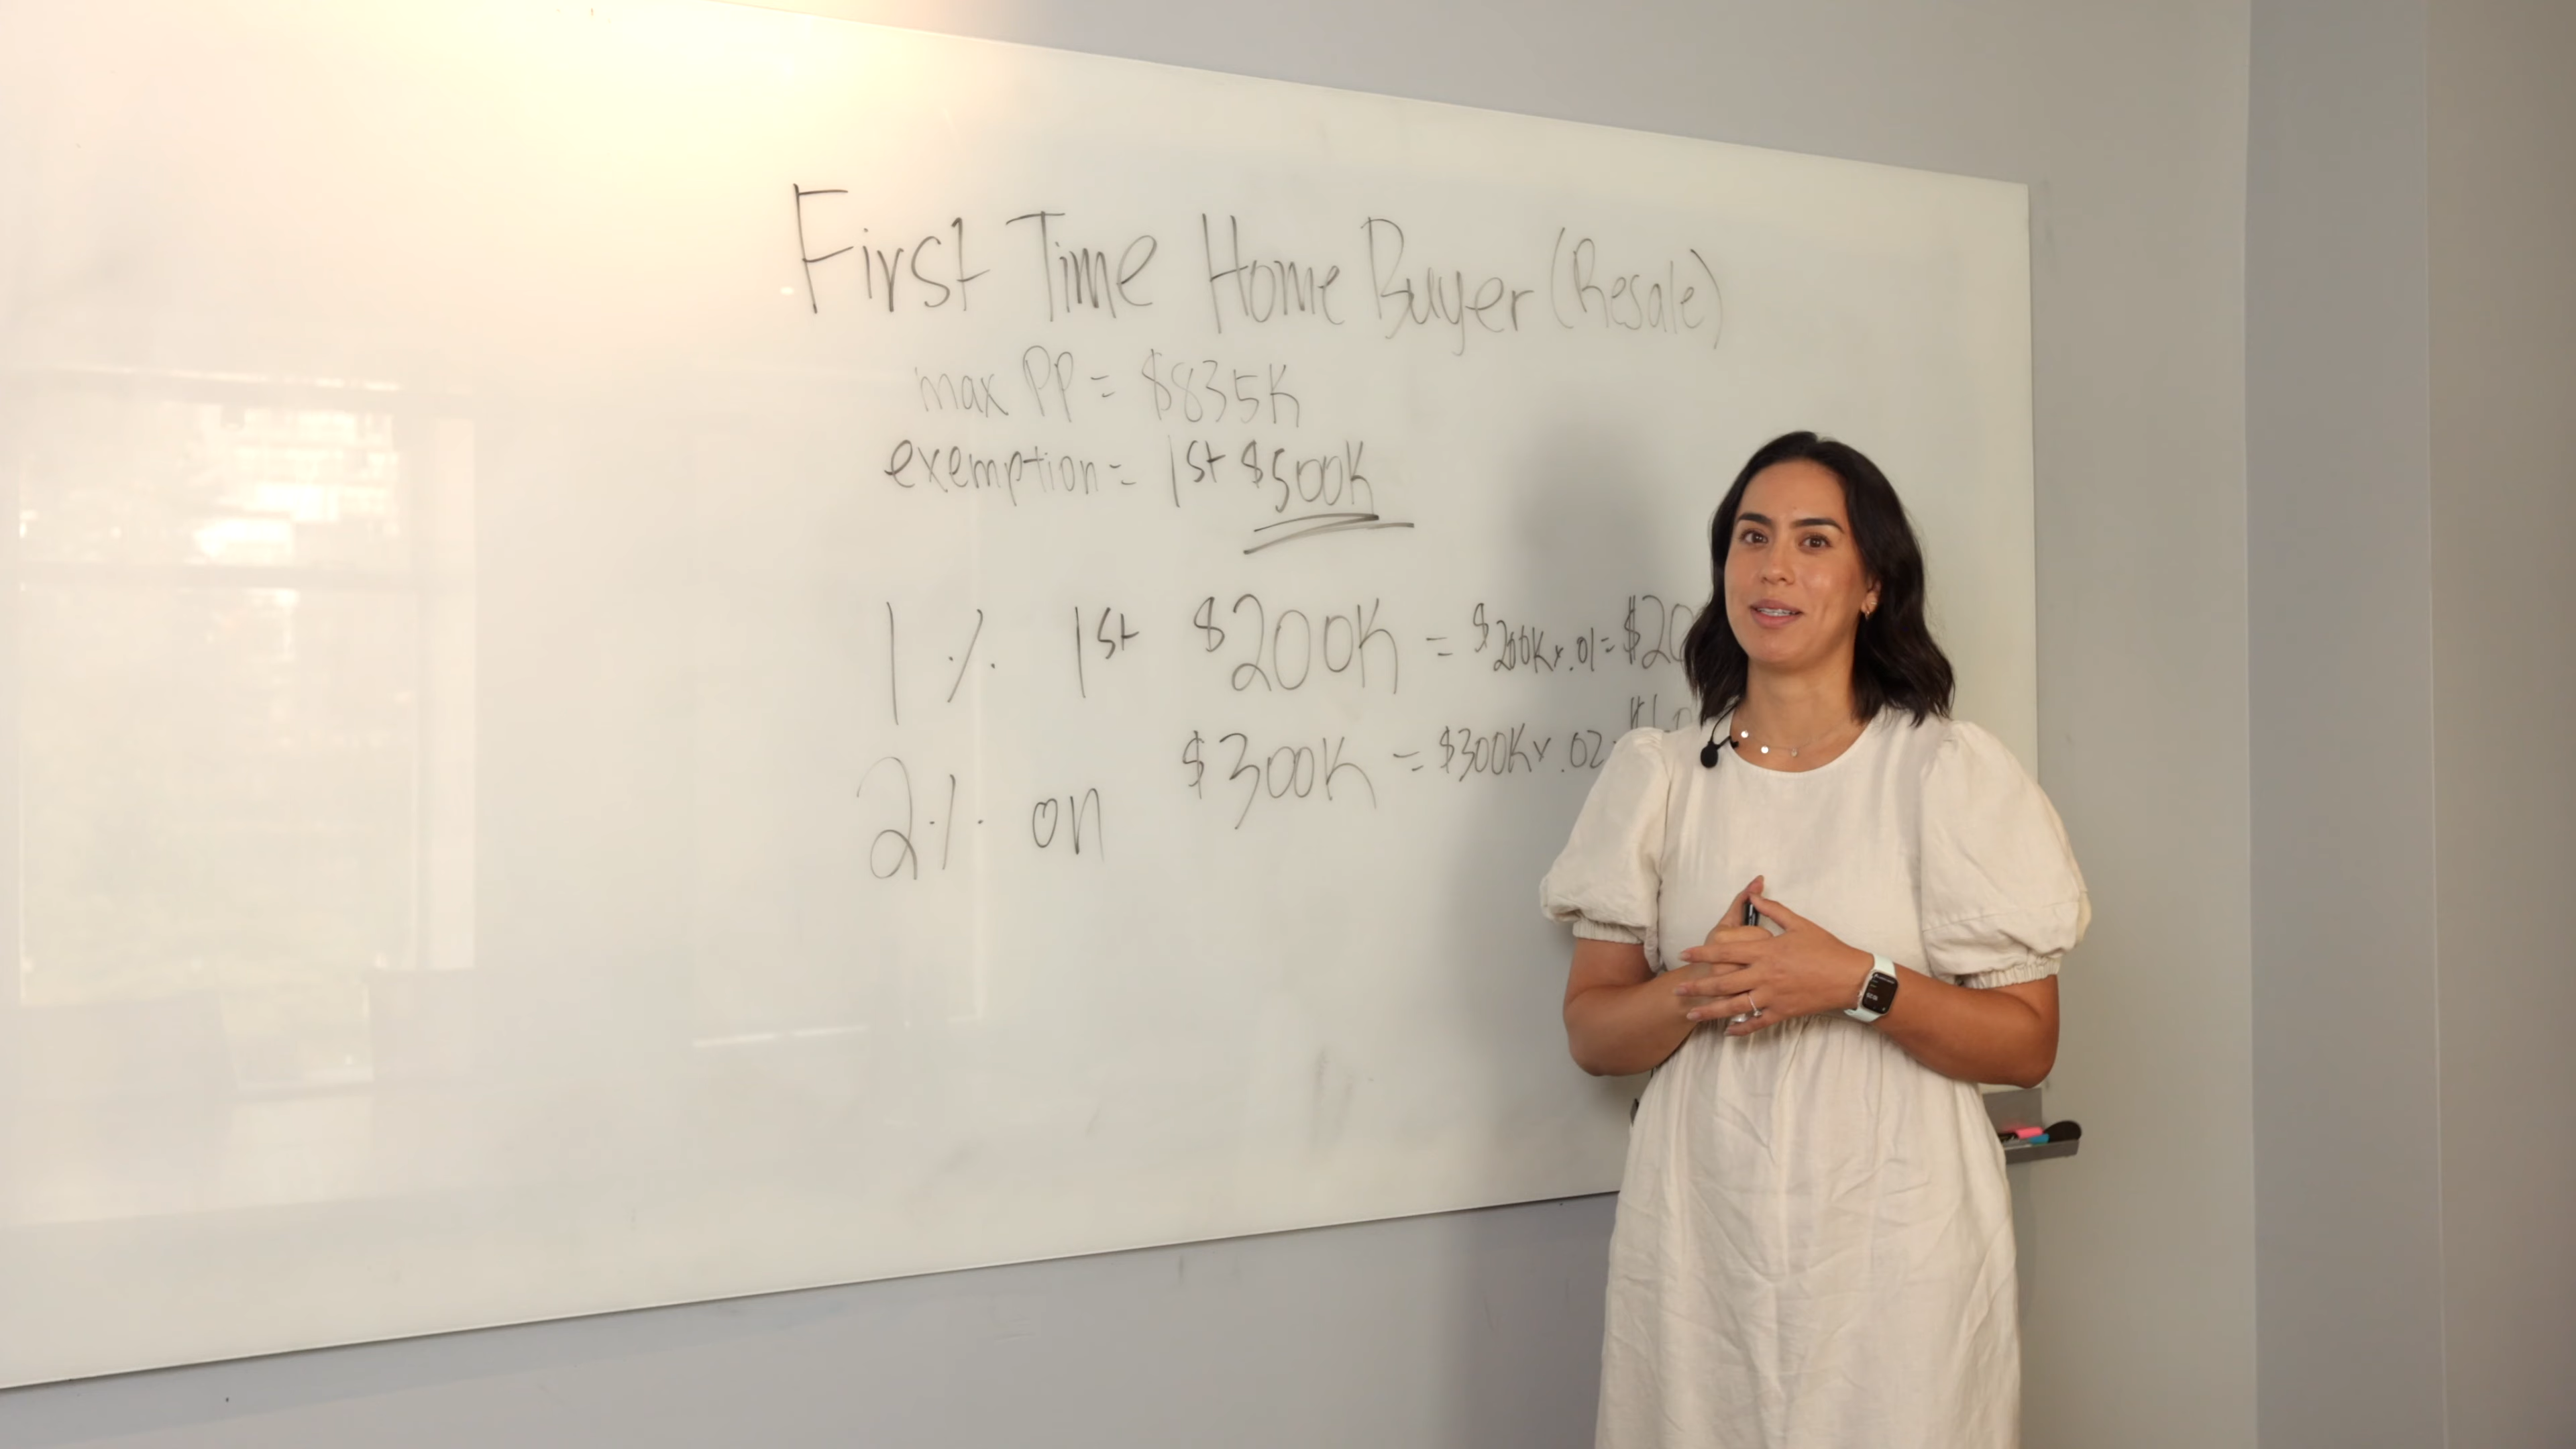 First Time Home Buyer (Resale)
max PP = $835K
exemption = 1st $500K
1% 1st $200K = $200K x .01 = $20
2% on $300K = $300K x .02